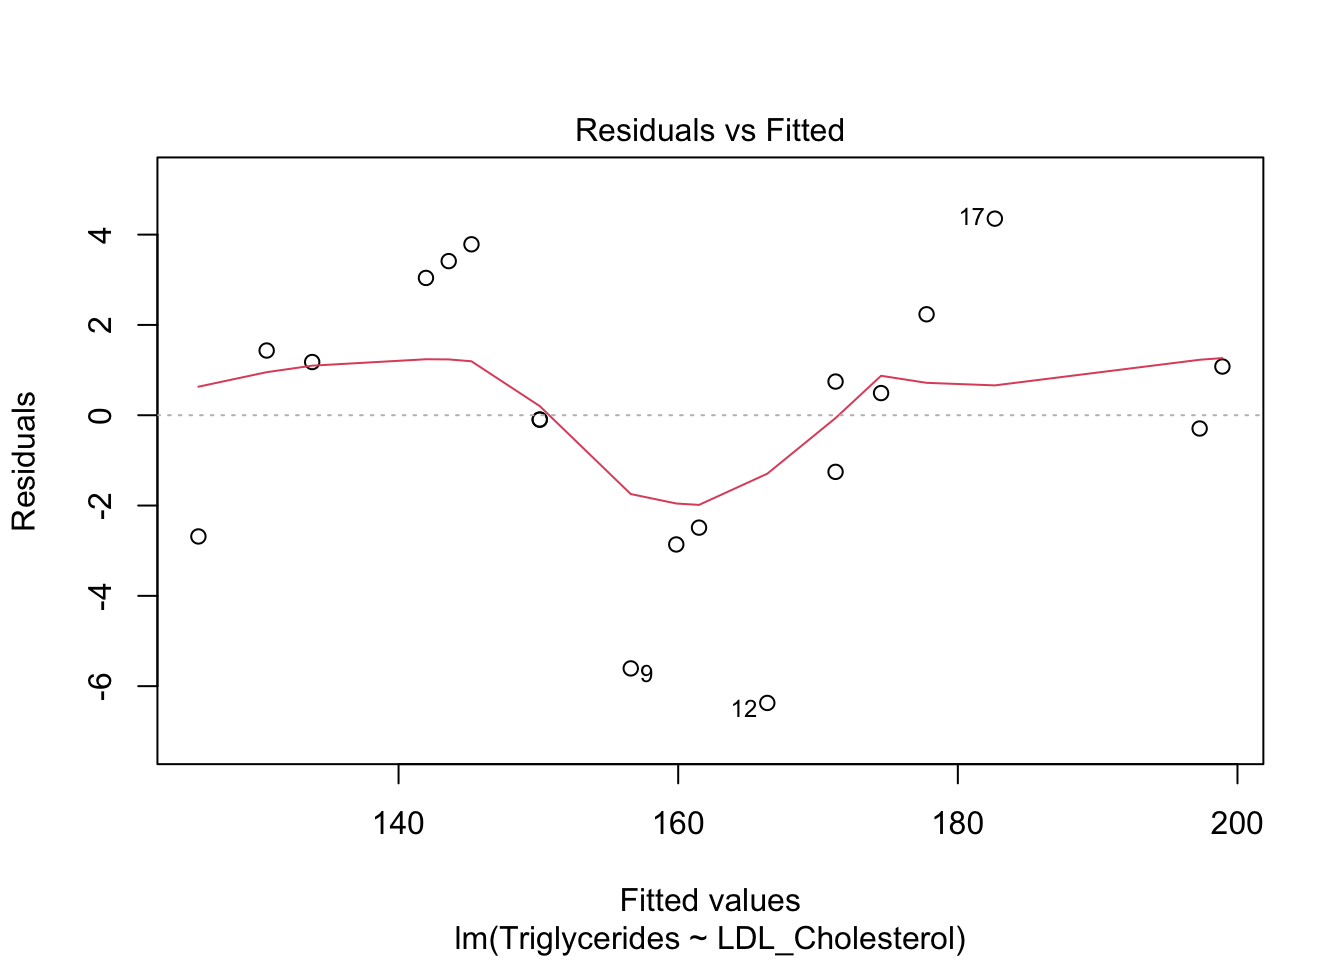 Residuals vs Fitted
Residuals
4
2
0
-2
-4
-6
17
9
12
140 160 180 200
Fitted values
lm(Triglycerides ~ LDL_Cholesterol)